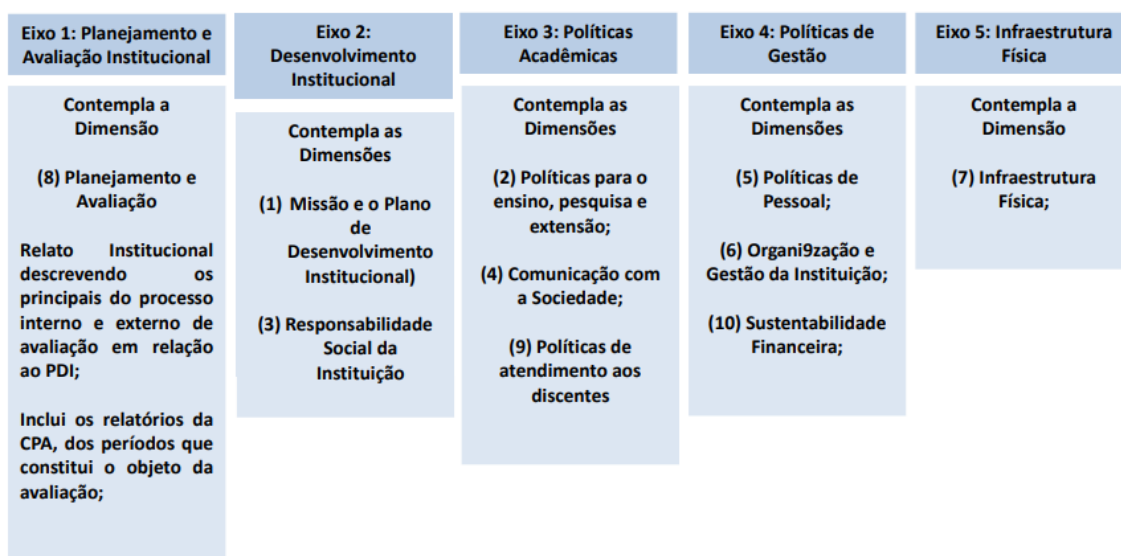 Eixo 1: Planejamento e
Avaliação Institucional
Contempla a
Dimensão
(8) Planejamento e
Avaliação
Relato Institucional
descrevendo os
principais do processo
interno e externo de
avaliação em relação
ao PDI;
Inclui os relatórios da
CPA, dos períodos que
constitui o objeto da
avaliação;
Eixo 2:
Desenvolvimento
Institucional
Contempla as
Dimensões
(1) Missão e o Plano
de
Desenvolvimento
Institucional)
(3) Responsabilidade
Social da
Instituição
Eixo 3: Políticas
Acadêmicas
Contempla as
Dimensões
(2) Políticas para o
ensino, pesquisa e
extensão;
(4) Comunicação com
a Sociedade;
(9) Políticas de
atendimento aos
discentes
Eixo 4: Políticas de
Gestão
Contempla as
Dimensões
(5) Políticas de
Pessoal;
(6) Organi9zação e
Gestão da Instituição;
(10) Sustentabilidade
Financeira;
Eixo 5: Infraestrutura
Física
Contempla a
Dimensão
(7) Infraestrutura
Física;